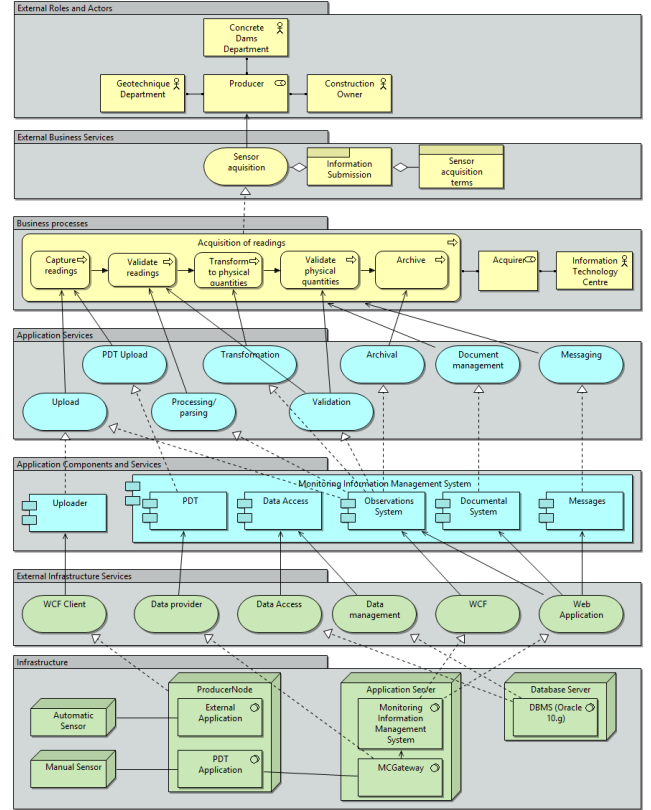 External Roles and Actors
Concrete
Dams
Department
Geotechnique
Department
Producer
Construction
Owner
External Business Services
Sensor
aquisition
Information
Submission
Sensor
acquisition
terms
Business processes
Acquisition of readings
Capture
readings
Validate
readings
Transform
to physical
quantities
Validate
physical
quantities
Archive
Acquirer
Information
Technology
Centre
Application Services
PDT Upload
Transformation
Archival
Document
management
Messaging
Upload
Processing/
parsing
Validation
Application Components and Services
Monitoring Information Management System
Uploader
PDT
Data Access
Observations
System
Documental
System
Messages
External Infrastructure Services
WCF Client
Data provider
Data Access
Data
management
WCF
Web
Application
Infrastructure
ProducerNode
Application Server
Database Server
Automatic
Sensor
External
Application
Monitoring
Information
Management
System
DBMS (Oracle
10.g)
Manual Sensor
PDT
Application
MCGateway